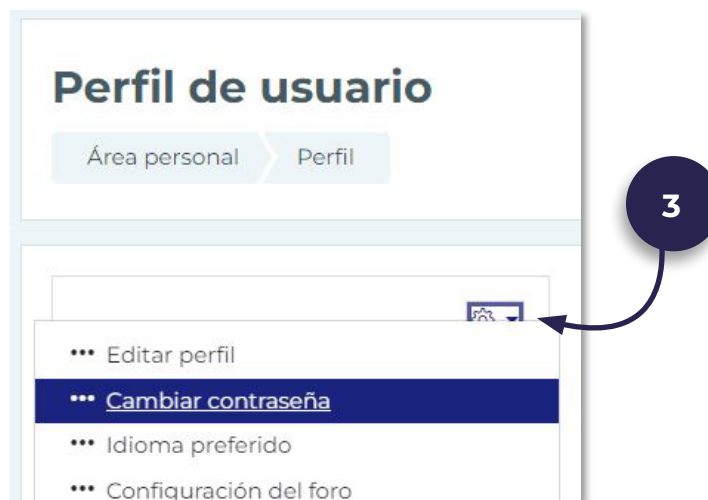 Perfil de usuario
Área personal Perfil
3
••• Editar perfil
••• Cambiar contraseña
••• Idioma preferido
••• Configuración del foro